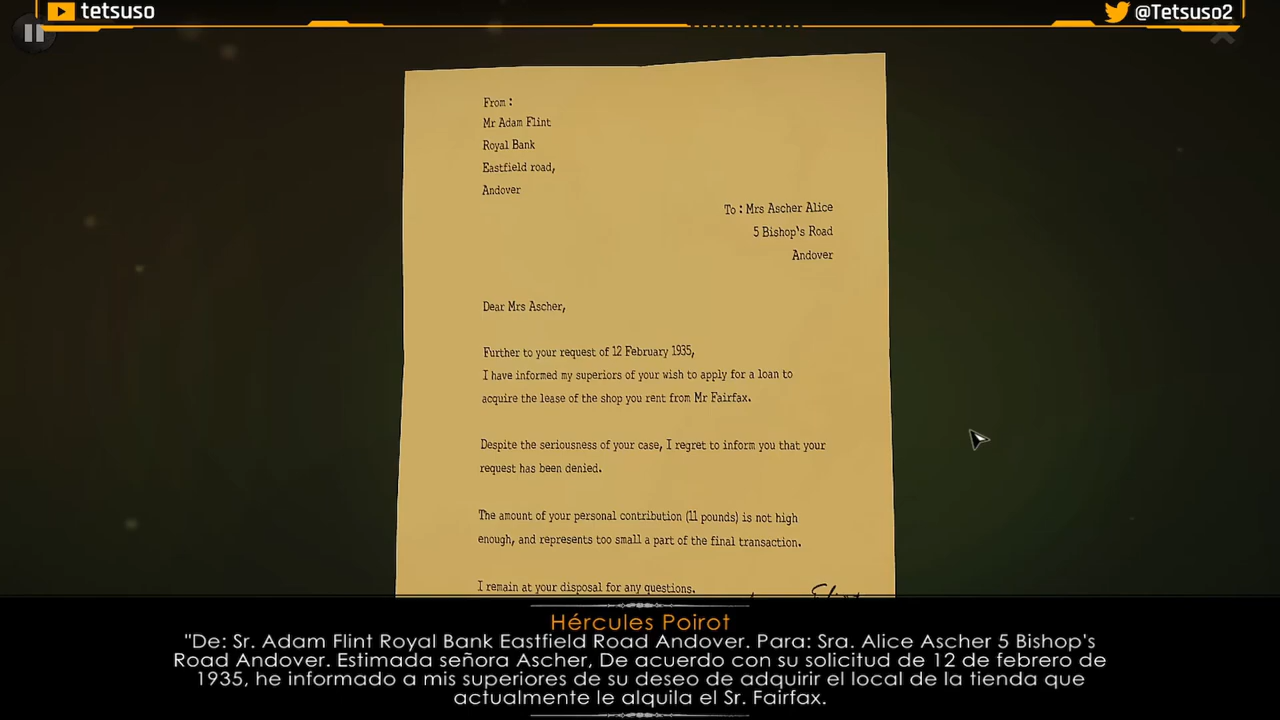 tetsuso
@Tetsuso2
From :
Mr Adam Flint
Royal Bank
Eastfield road,
Andover
To : Mrs Ascher Alice
5 Bishop's Road
Andover
Dear Mrs Ascher,
Further to your request of 12 February 1935,
I have informed my superiors of your wish to apply for a loan to
acquire the lease of the shop you rent from Mr Fairfax.
Despite the seriousness of your case, I regret to inform you that your
request has been denied.
The amount of your personal contribution (11 pounds) is not high
enough, and represents too small a part of the final transaction.
I remain at your disposal for any questions.
Hércules Poirot
"De: Sr. Adam Flint Royal Bank Eastfield Road Andover. Para: Sra. Alice Ascher 5 Bishop's
Road Andover. Estimada señora Ascher, De acuerdo con su solicitud de 12 de febrero de
1935, he informado a mis superiores de su deseo de adquirir el local de la tienda que
actualmente le alquila el Sr. Fairfax.